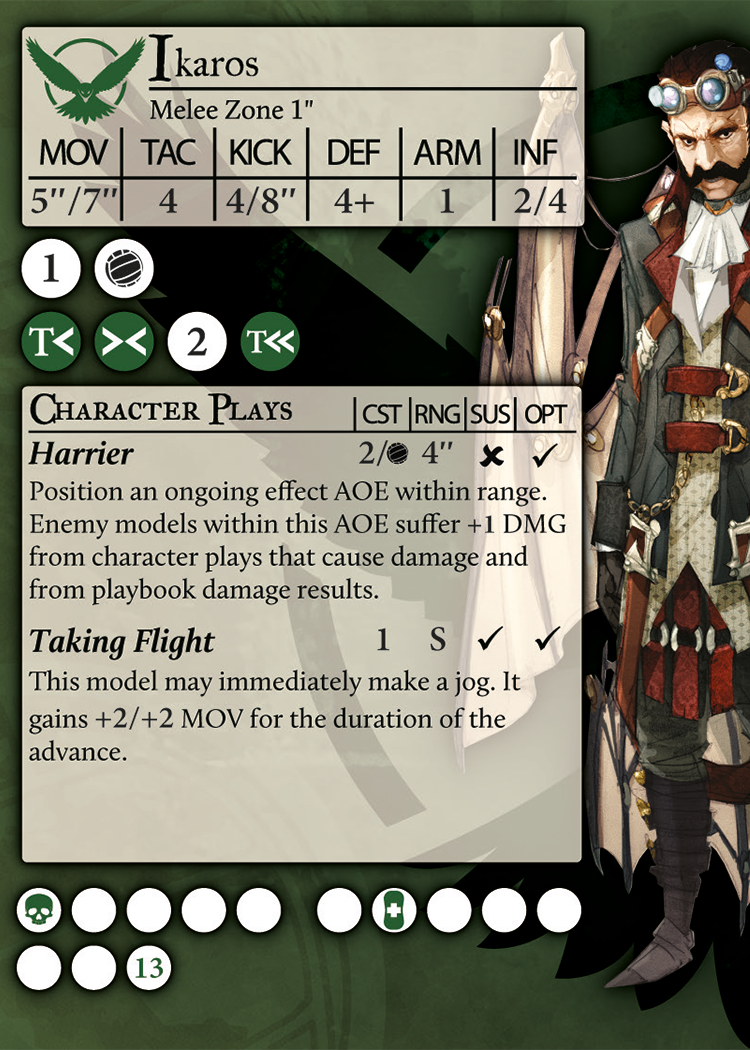 Ikaros
Melee Zone 1"
MOV TAC KICK DEF ARM INF
5"/7" 4 4/8" 4+ 1 2/4
1
T< >< 2 T<<
Character Plays CST RNG SUS OPT
Harrier 2/ 4" ✗ ✓
Position an ongoing effect AOE within range.
Enemy models within this AOE suffer +1 DMG
from character plays that cause damage and
from playbook damage results.
Taking Flight 1 S ✓ ✓
This model may immediately make a jog. It
gains +2/+2 MOV for the duration of the
advance.
13